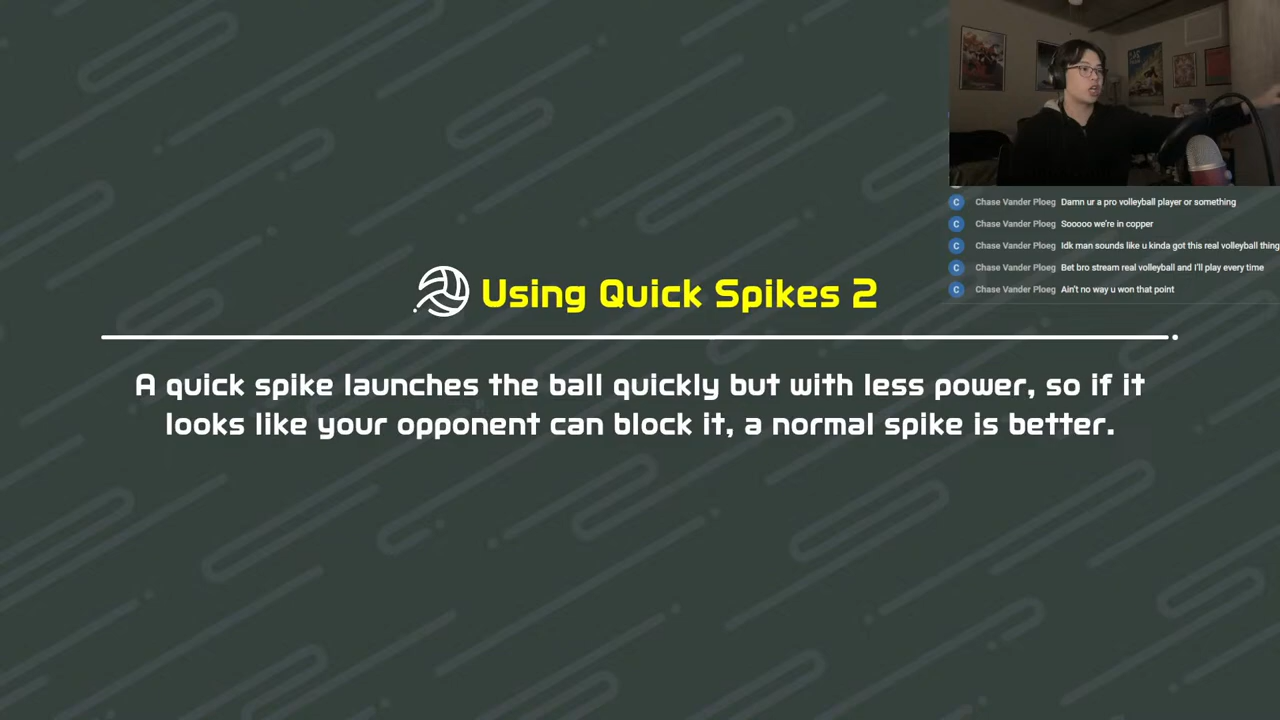 Using Quick Spikes 2
A quick spike launches the ball quickly but with less power, so if it
looks like your opponent can block it, a normal spike is better.
C Chase Vander Ploeg Damn ur a pro volleyball player or something
C Chase Vander Ploeg Sooooo we're in copper
C Chase Vander Ploeg Idk man sounds like u kinda got this real volleyball thing
C Chase Vander Ploeg Bet bro stream real volleyball and I'll play every time
C Chase Vander Ploeg Ain't no way u won that point